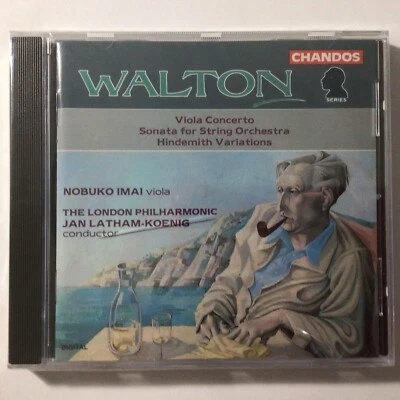 CHANDOS
WALTON
SERIES
Viola Concerto
Sonata for String Orchestra
Hindemith Variations
NOBUKO IMAI viola
THE LONDON PHILHARMONIC
JAN LATHAM-KOENIG
conductor
DIGITAL